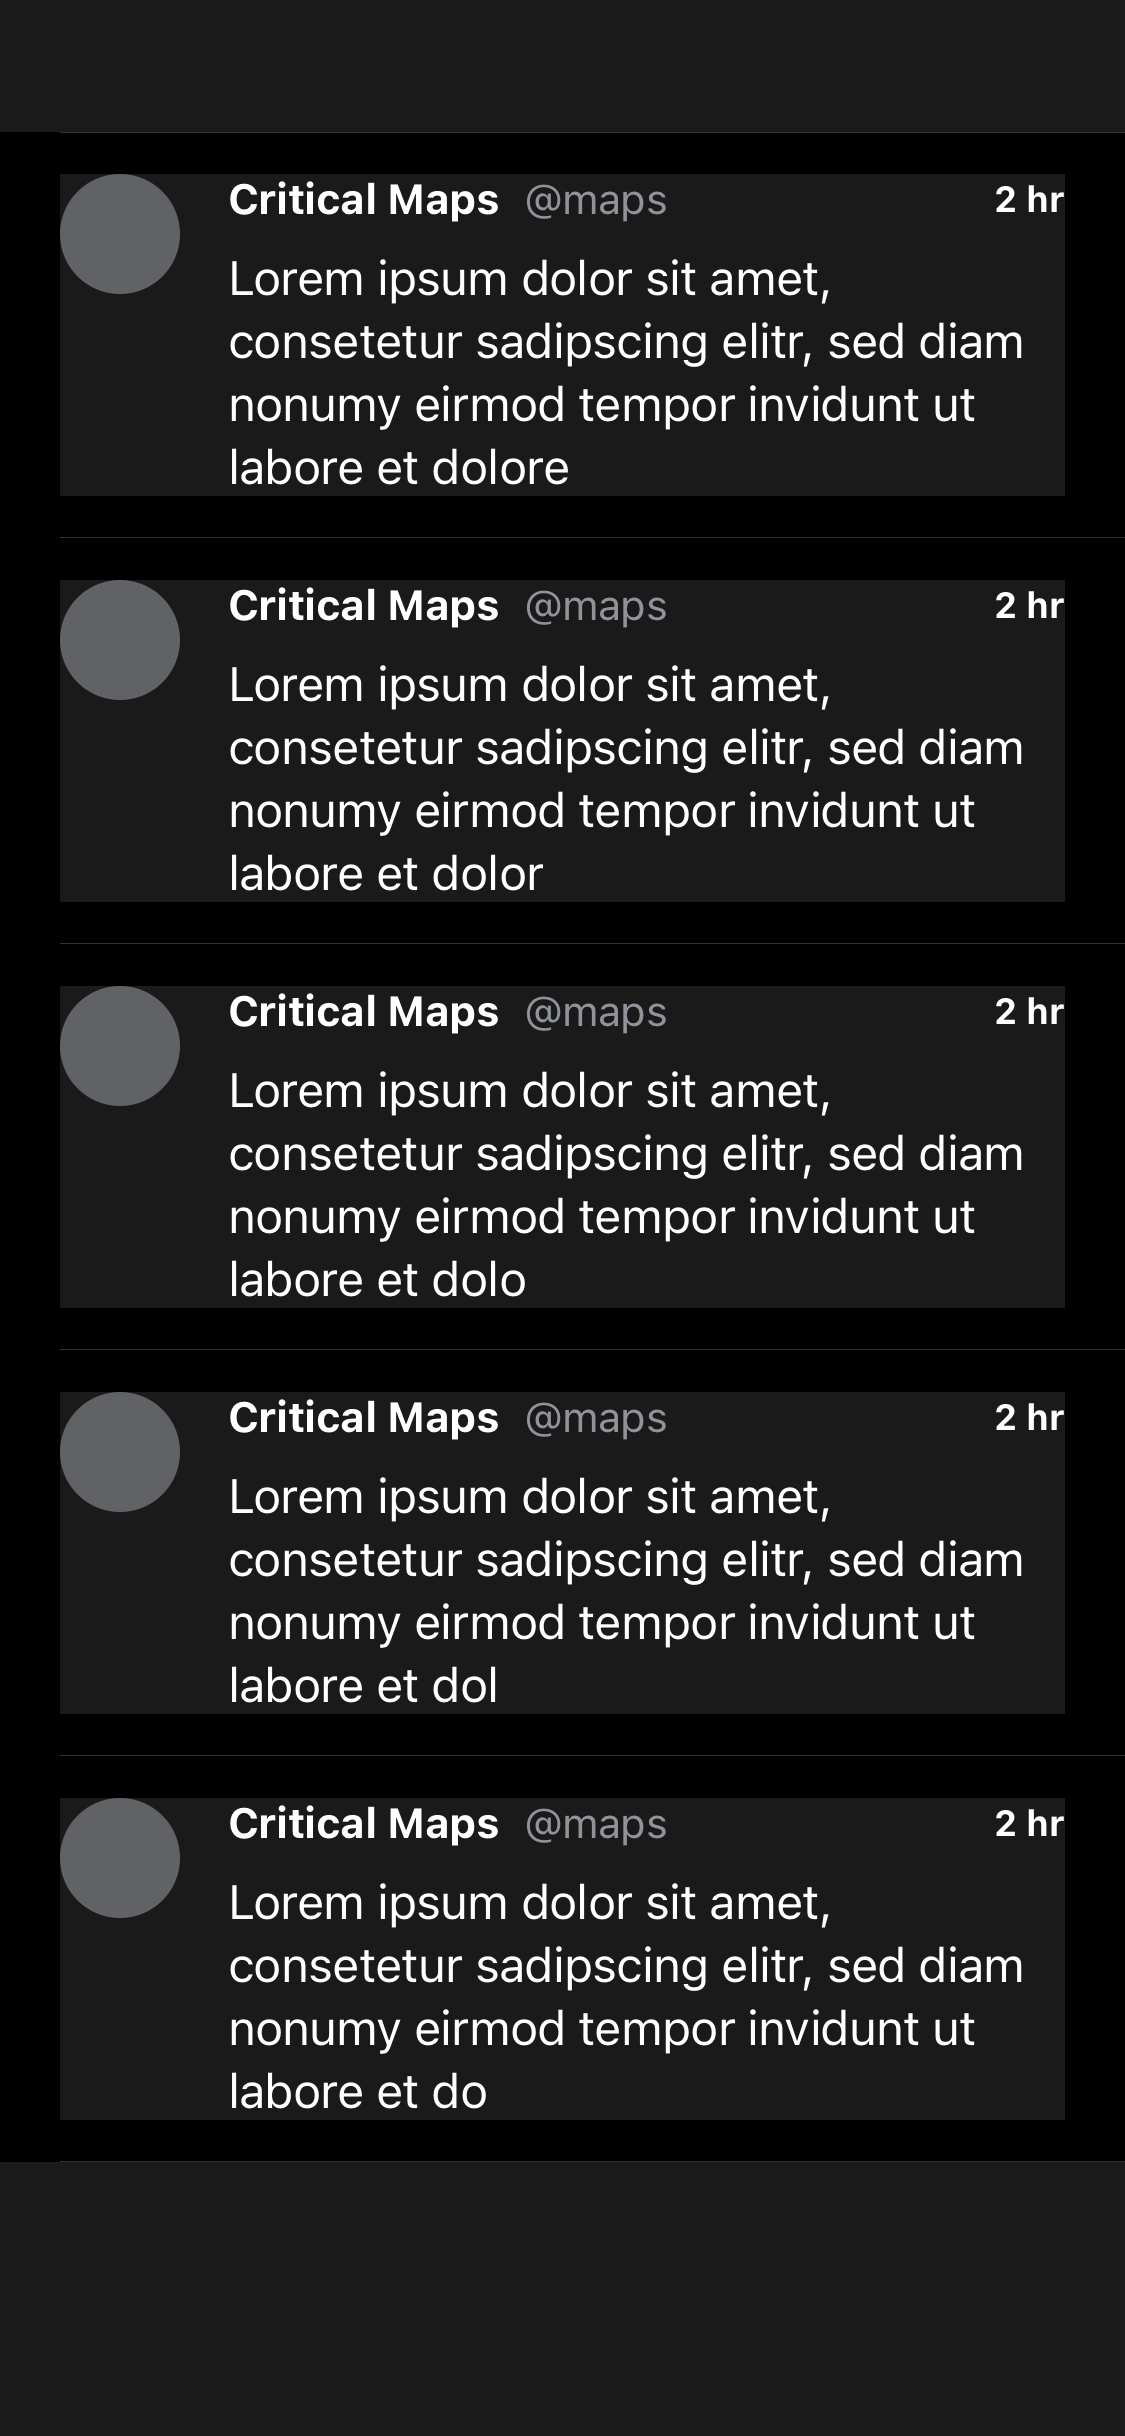 Critical Maps @maps 2 hr
Lorem ipsum dolor sit amet,
consetetur sadipscing elitr, sed diam
nonumy eirmod tempor invidunt ut
labore et dolore
Critical Maps @maps 2 hr
Lorem ipsum dolor sit amet,
consetetur sadipscing elitr, sed diam
nonumy eirmod tempor invidunt ut
labore et dolor
Critical Maps @maps 2 hr
Lorem ipsum dolor sit amet,
consetetur sadipscing elitr, sed diam
nonumy eirmod tempor invidunt ut
labore et dolo
Critical Maps @maps 2 hr
Lorem ipsum dolor sit amet,
consetetur sadipscing elitr, sed diam
nonumy eirmod tempor invidunt ut
labore et dol
Critical Maps @maps 2 hr
Lorem ipsum dolor sit amet,
consetetur sadipscing elitr, sed diam
nonumy eirmod tempor invidunt ut
labore et do